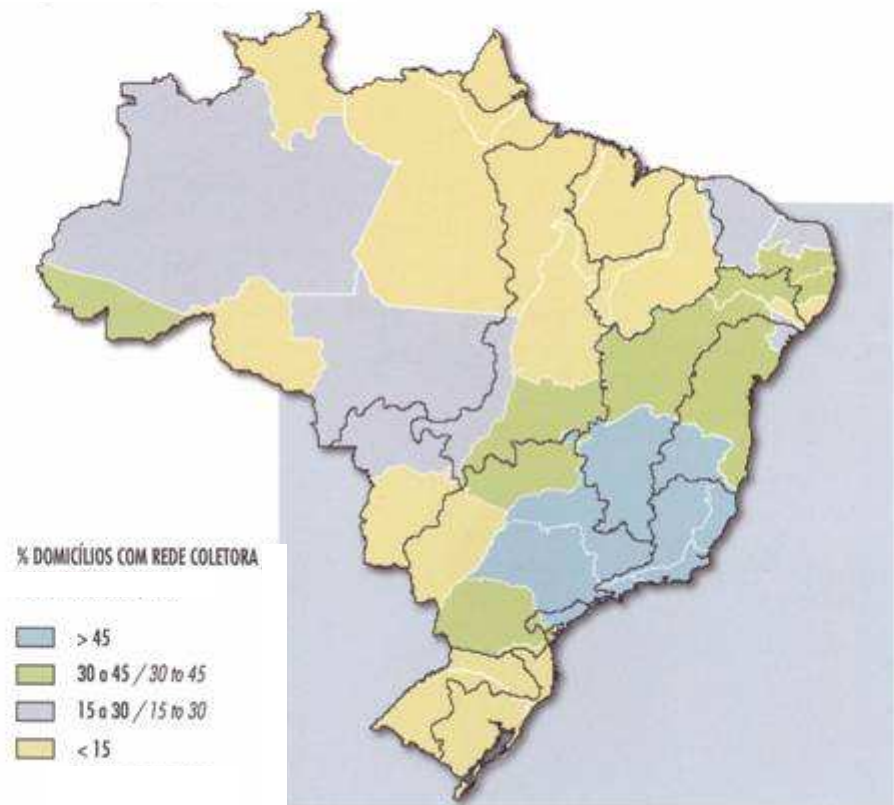 % DOMICÍLIOS COM REDE COLETORA
> 45
30 a 45 / 30 to 45
15 a 30 / 15 to 30
< 15